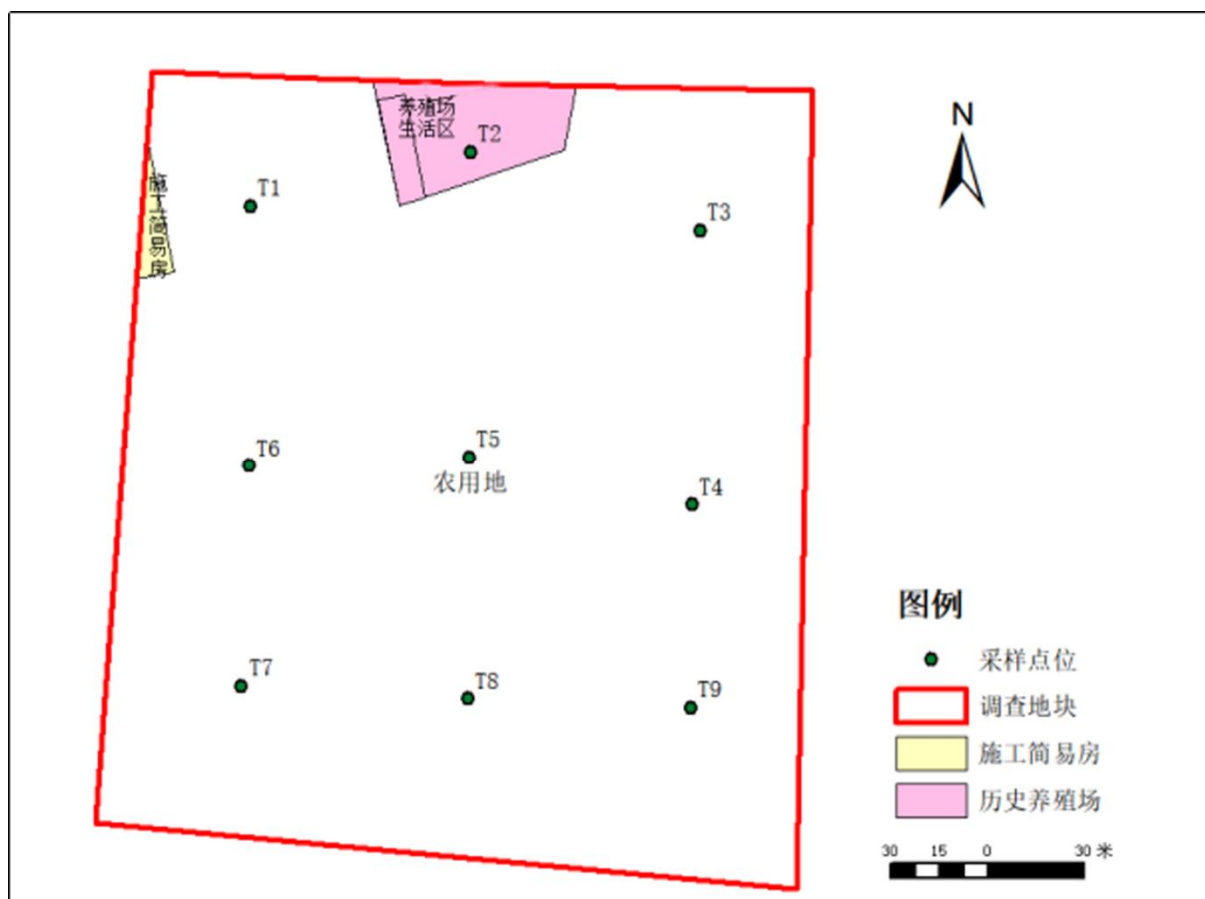 养殖场
生活区
T2
T1
施工简易房
T3
N
T6
T5
农用地
T4
T7
T8
T9
图例
采样点位
调查地块
施工简易房
历史养殖场
30 15 0 30 米